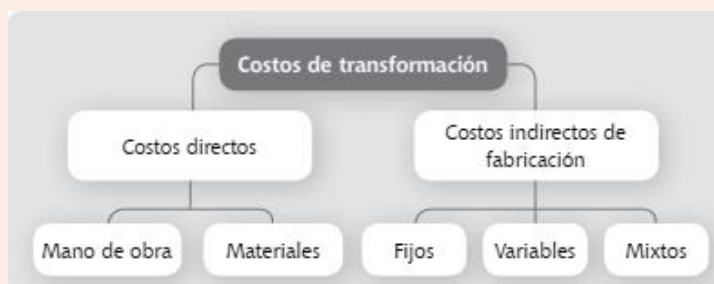 Costos de transformación
Costos directos
Costos indirectos de
fabricación
Mano de obra
Materiales
Fijos
Variables
Mixtos